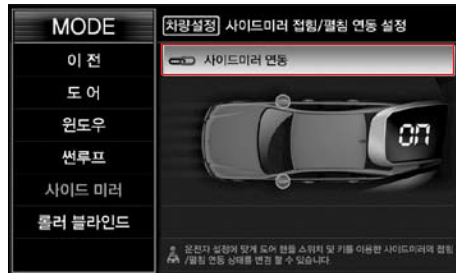 MODE
이 전
도 어
윈도우
썬루프
사이드 미러
롤러 블라인드
차량설정 사이드미러 접힘/펼침 연동 설정
사이드미러 연동
ON
운전자 설정에 맞게 도어 핸들 스위치 및 키를 이용한 사이드미러의 접힘
/펼침 연동 상태를 변경 할 수 있습니다.